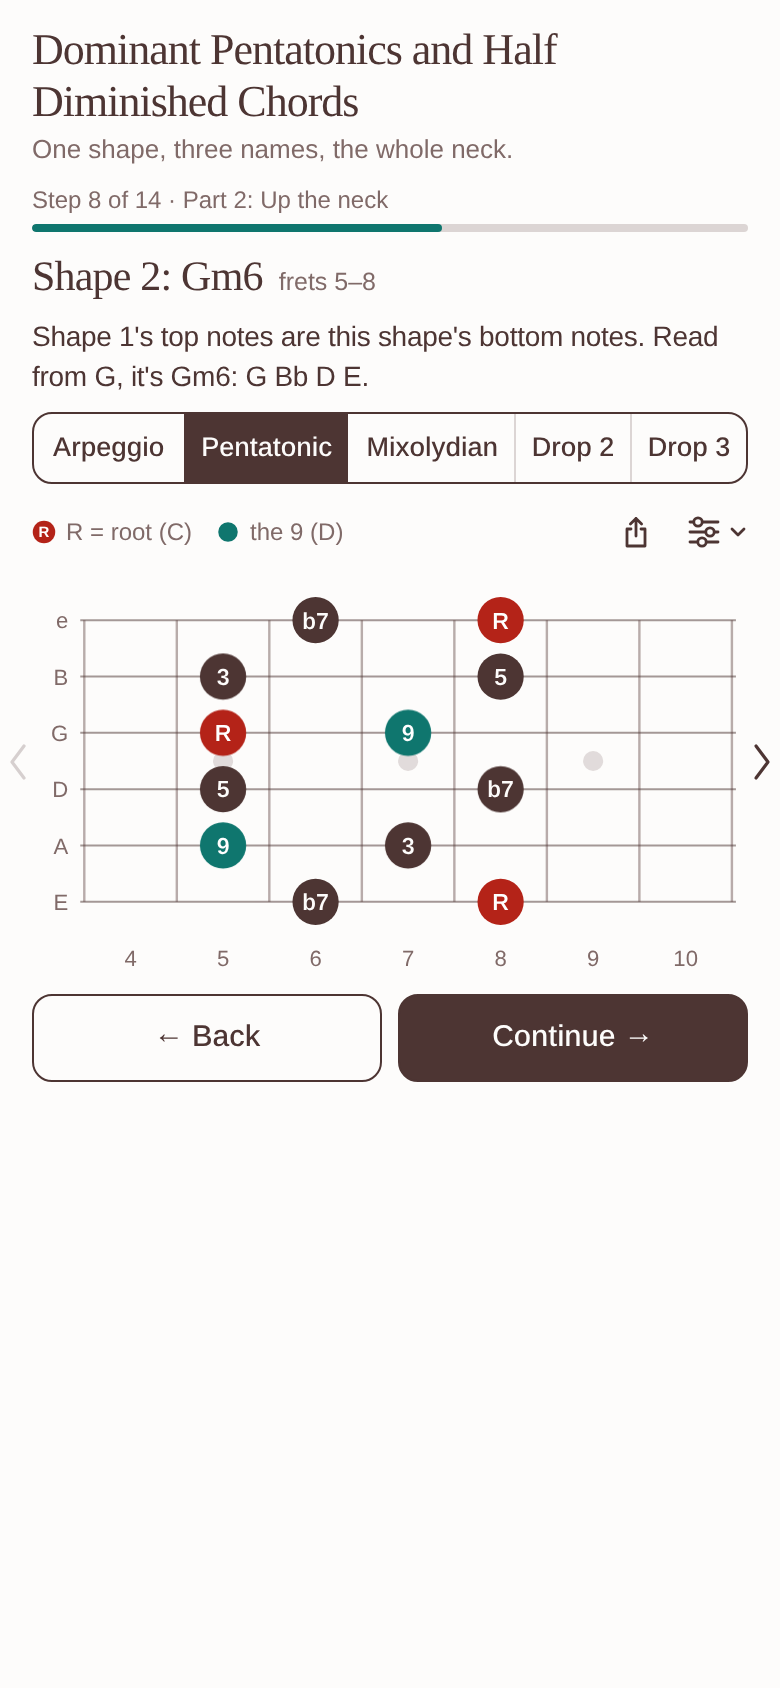 Dominant Pentatonics and Half
Diminished Chords
One shape, three names, the whole neck.
Step 8 of 14 · Part 2: Up the neck
Shape 2: Gm6 frets 5–8
Shape 1's top notes are this shape's bottom notes. Read
from G, it's Gm6: G Bb D E.
Arpeggio Pentatonic Mixolydian Drop 2 Drop 3
R R = root (C) the 9 (D)
e b7 R
B 3 5
G R 9
D 5 b7
A 9 3
E b7 R
4 5 6 7 8 9 10
← Back Continue →